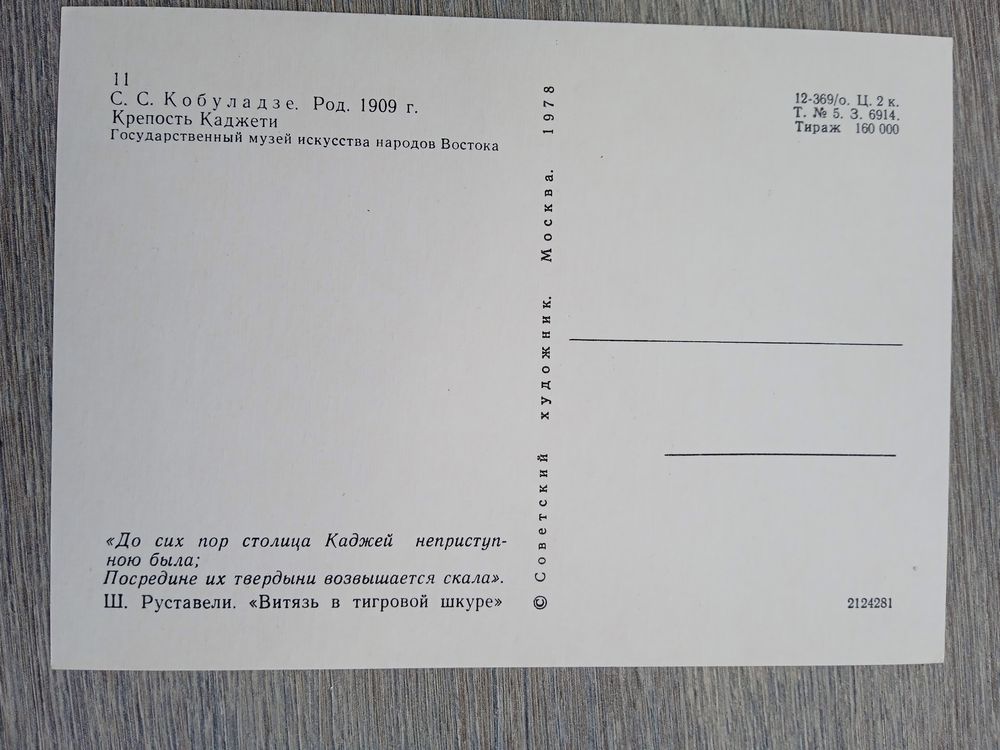 11
С. С. Кобуладзе. Род. 1909 г.
Крепость Каджети
Государственный музей искусства народов Востока
«До сих пор столица Каджей неприступ-
ною была;
Посредине их твердыни возвышается скала».
Ш. Руставели. «Витязь в тигровой шкуре»
© Советский художник. Москва. 1978
12-369/о. Ц. 2 к.
Т. № 5. З. 6914.
Тираж 160 000
2124281